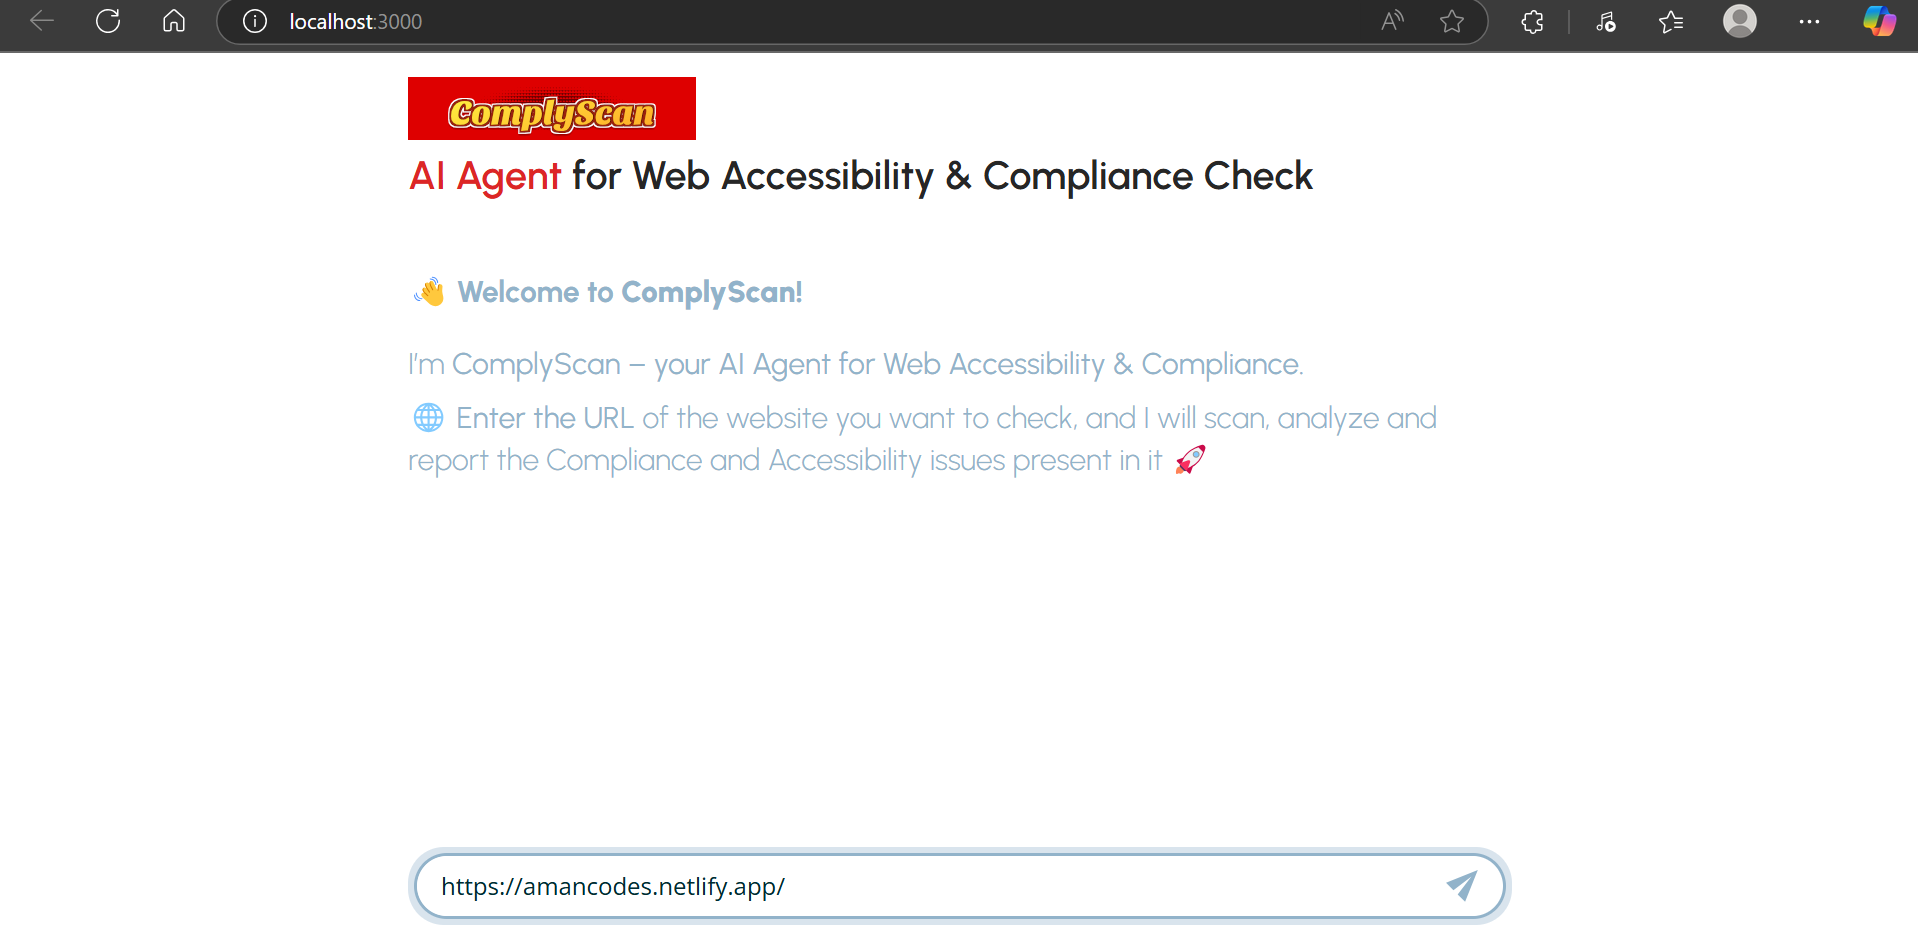 localhost:3000
ComplyScan
AI Agent for Web Accessibility & Compliance Check
👋 Welcome to ComplyScan!
I'm ComplyScan – your AI Agent for Web Accessibility & Compliance.
🌐 Enter the URL of the website you want to check, and I will scan, analyze and
report the Compliance and Accessibility issues present in it 🚀
https://amancodes.netlify.app/